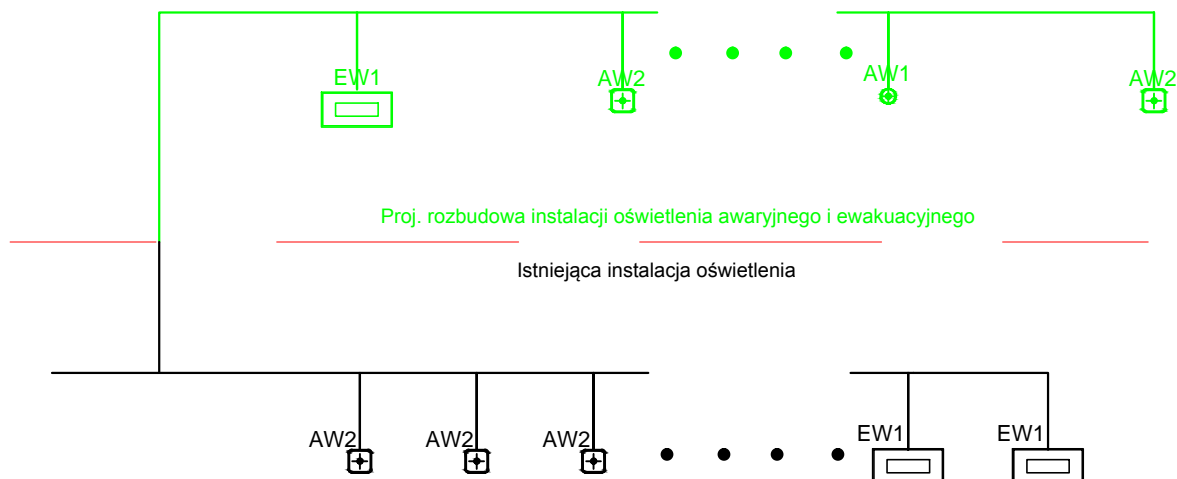 EW1
AW2
AW1
AW2
Proj. rozbudowa instalacji oświetlenia awaryjnego i ewakuacyjnego
Istniejąca instalacja oświetlenia
AW2
AW2
AW2
EW1
EW1